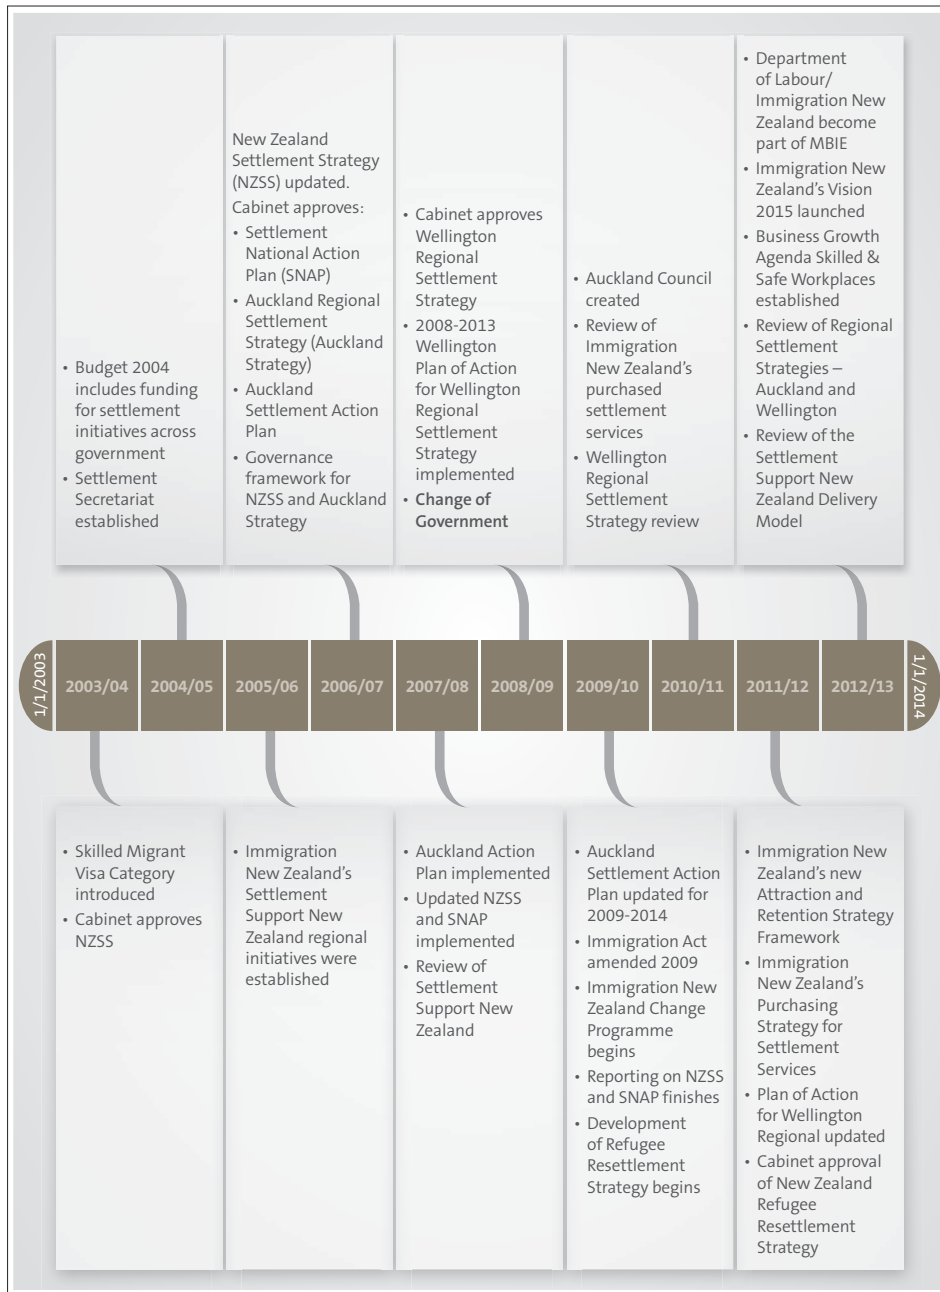 • Budget 2004
includes funding
for settlement
initiatives across
government
• Settlement
Secretariat
established
New Zealand
Settlement Strategy
(NZSS) updated.
Cabinet approves:
• Settlement
National Action
Plan (SNAP)
• Auckland Regional
Settlement
Strategy (Auckland
Strategy)
• Auckland
Settlement Action
Plan
• Governance
framework for
NZSS and Auckland
Strategy
• Cabinet approves
Wellington
Regional
Settlement
Strategy
• 2008-2013
Wellington
Plan of Action
for Wellington
Regional
Settlement
Strategy
implemented
• Change of
Government
• Auckland Council
created
• Review of
Immigration
New Zealand’s
purchased
settlement
services
• Wellington
Regional
Settlement
Strategy review
• Department
of Labour/
Immigration New
Zealand become
part of MBIE
• Immigration New
Zealand’s Vision
2015 launched
• Business Growth
Agenda Skilled &
Safe Workplaces
established
• Review of Regional
Settlement
Strategies –
Auckland and
Wellington
• Review of the
Settlement
Support New
Zealand Delivery
Model
1/1/2003
2003/04
2004/05
2005/06
2006/07
2007/08
2008/09
2009/10
2010/11
2011/12
2012/13
1/1/2014
• Skilled Migrant
Visa Category
introduced
• Cabinet approves
NZSS
• Immigration
New Zealand’s
Settlement
Support New
Zealand regional
initiatives were
established
• Auckland Action
Plan implemented
• Updated NZSS
and SNAP
implemented
• Review of
Settlement
Support New
Zealand
• Auckland
Settlement Action
Plan updated for
2009-2014
• Immigration Act
amended 2009
• Immigration New
Zealand Change
Programme
begins
• Reporting on NZSS
and SNAP finishes
• Development
of Refugee
Resettlement
Strategy begins
• Immigration New
Zealand’s new
Attraction and
Retention Strategy
Framework
• Immigration
New Zealand’s
Purchasing
Strategy for
Settlement
Services
• Plan of Action
for Wellington
Regional updated
• Cabinet approval
of New Zealand
Refugee
Resettlement
Strategy